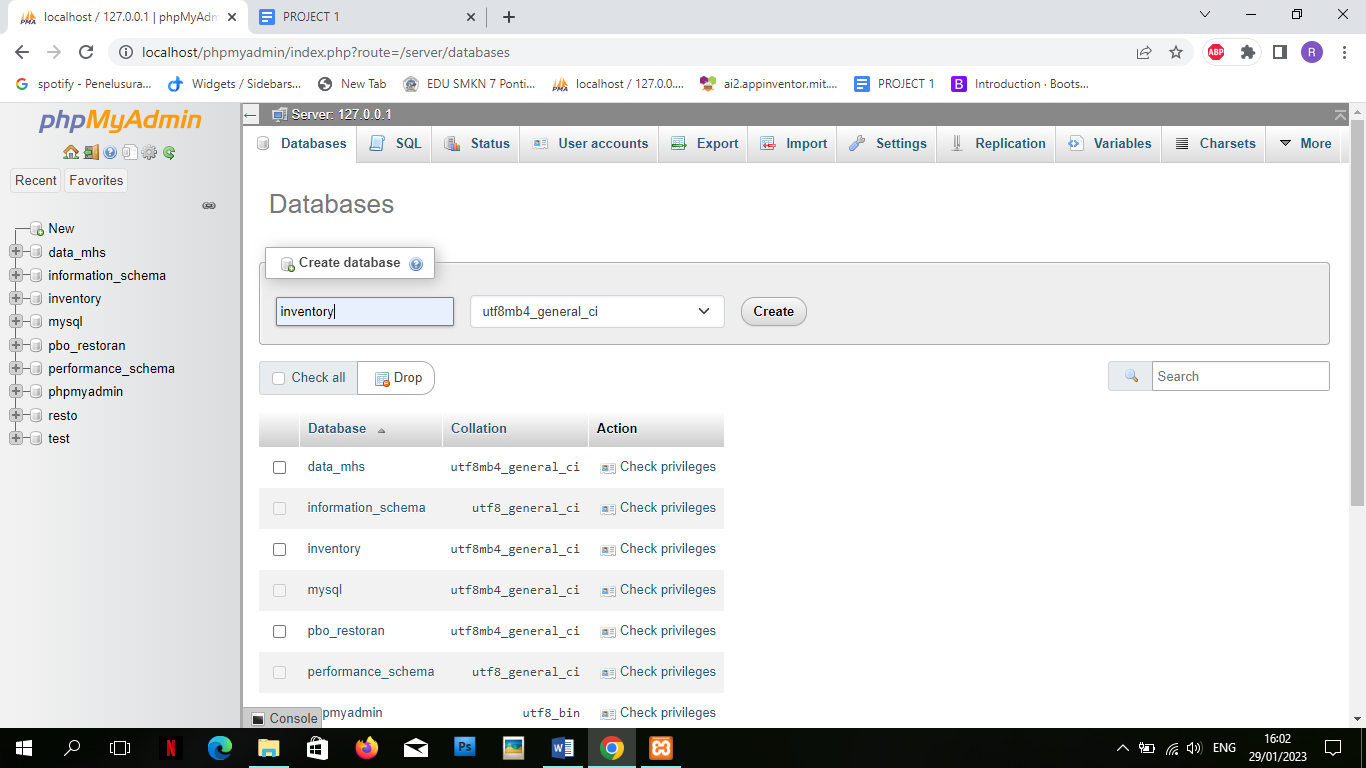 localhost / 127.0.0.1 | phpMyAdm
PROJECT 1
localhost/phpmyadmin/index.php?route=/server/databases
ABP
R
spotify - Penelusura...
Widgets / Sidebars...
New Tab
EDU SMKN 7 Ponti...
localhost / 127.0.0....
ai2.appinventor.mit....
PROJECT 1
Introduction · Boots...
phpMyAdmin
Server: 127.0.0.1
Databases
SQL
Status
User accounts
Export
Import
Settings
Replication
Variables
Charsets
More
Recent
Favorites
New
data_mhs
information_schema
inventory
mysql
pbo_restoran
performance_schema
phpmyadmin
resto
test
Databases
Create database
inventory
utf8mb4_general_ci
Create
Check all
Drop
Search
Database
Collation
Action
data_mhs utf8mb4_general_ci Check privileges
information_schema utf8_general_ci Check privileges
inventory utf8mb4_general_ci Check privileges
mysql utf8mb4_general_ci Check privileges
pbo_restoran utf8mb4_general_ci Check privileges
performance_schema utf8_general_ci Check privileges
pmyadmin utf8_bin Check privileges
Console
ENG
16:02
29/01/2023